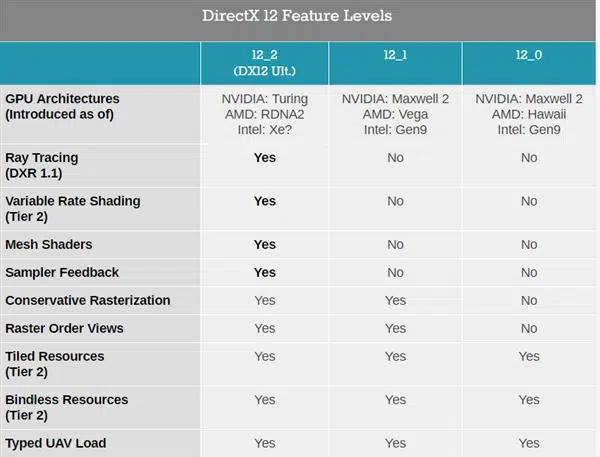 DirectX 12 Feature Levels
12_2 12_1 12_0
(DX12 Ult.)
GPU Architectures NVIDIA: Turing NVIDIA: Maxwell 2 NVIDIA: Maxwell 2
(Introduced as of) AMD: RDNA2 AMD: Vega AMD: Hawaii
Intel: Xe? Intel: Gen9 Intel: Gen9
Ray Tracing Yes No No
(DXR 1.1)
Variable Rate Shading Yes No No
(Tier 2)
Mesh Shaders Yes No No
Sampler Feedback Yes No No
Conservative Rasterization Yes Yes No
Raster Order Views Yes Yes No
Tiled Resources Yes Yes Yes
(Tier 2)
Bindless Resources Yes Yes Yes
(Tier 2)
Typed UAV Load Yes Yes Yes